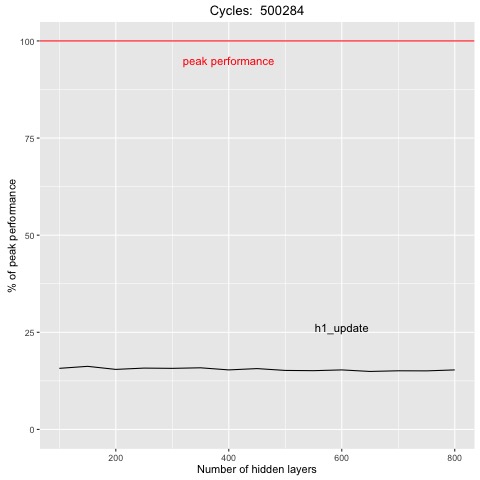 Cycles: 500284
100
peak performance
75
50
25
0
h1_update
% of peak performance
200 400 600 800
Number of hidden layers